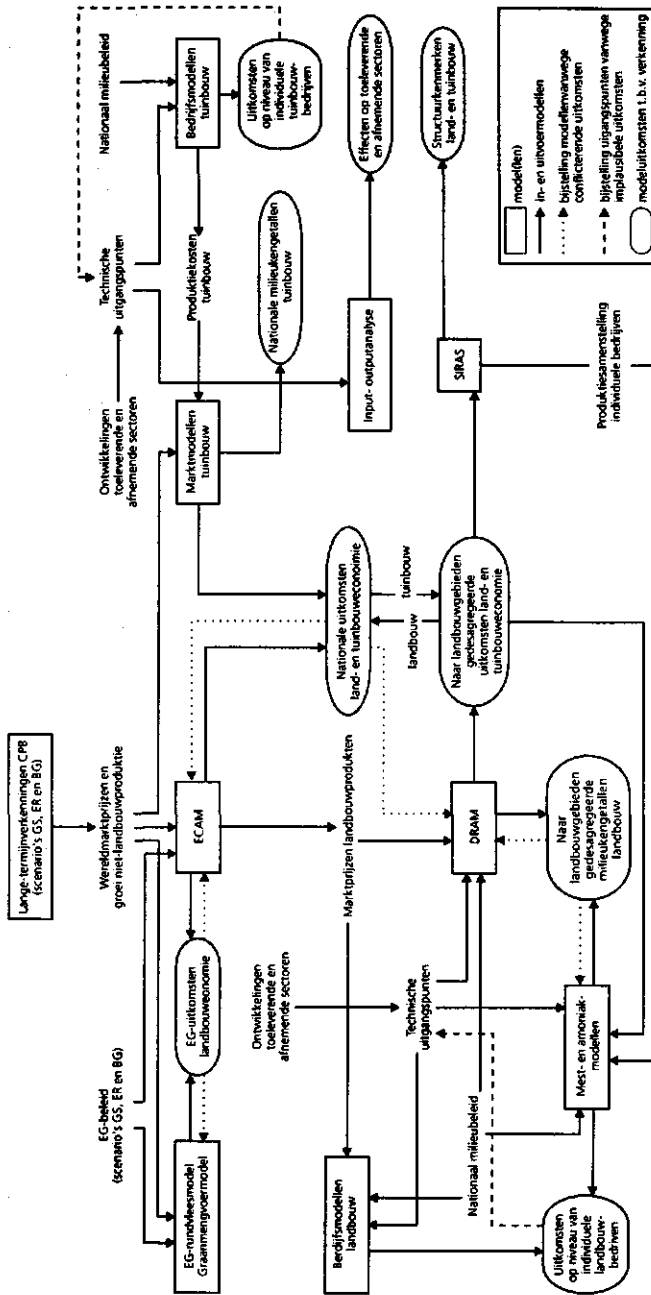 Lange-termijnverkenningen CPB
(scenario's GS, ER en BG)
EG-beleid
(scenario's GS, ER en BG)
Wereldmarktprijzen en
groei niet-landbouwproduktie
Ontwikkelingen
toeleverende en
afnemende sectoren
Technische
uitgangspunten
Nationaal milieubeleid
EG-rundvleesmodel
Graanmengvoermodel
EG-uitkomsten
landbouweonomie
ECAM
Marktmodellen
tuinbouw
Produktiekosten
tuinbouw
Bedrijfsmodellen
tuinbouw
Uitkomsten
op niveau van
individuele
tuinbouw-
bedrijven
Nationale milieukengetallen
tuinbouw
Marktprijzen landbouwprodukten
Nationale uitkomsten
land- en tuinbouweconoimie
landbouw
tuinbouw
Input- outputanalyse
Effecten op toeleverende
en afnemende sectoren
Ontwikkelingen
toeleverende en
afnemende sectoren
Technische
uitgangspunten
Berdijfsmodellen
landbouw
Nationaal milieubeleid
DRAM
Naar landbouwgebieden
gedesagregeerde
uitkomsten land- en
tuinbouweconomie
SIRAS
Structuurkenmerken
land- en tuinbouw
Uitkomsten
op niveau van
individuele
landbouw-
bedrijven
Mest- en amoniak-
modellen
Naar
landbouwgebieden
gedesagregeerde
milieukengetallen
landbouw
Produktiesamenstelling
individuele bedrijven
model(len)
in- en uitvoermodellen
bijstelling modellenvanwege
conflicterende uitkomsten
bijstelling uigangspunten vanwege
implausibele uitkomsten
modeluitkomsten t.b.v. verkenning